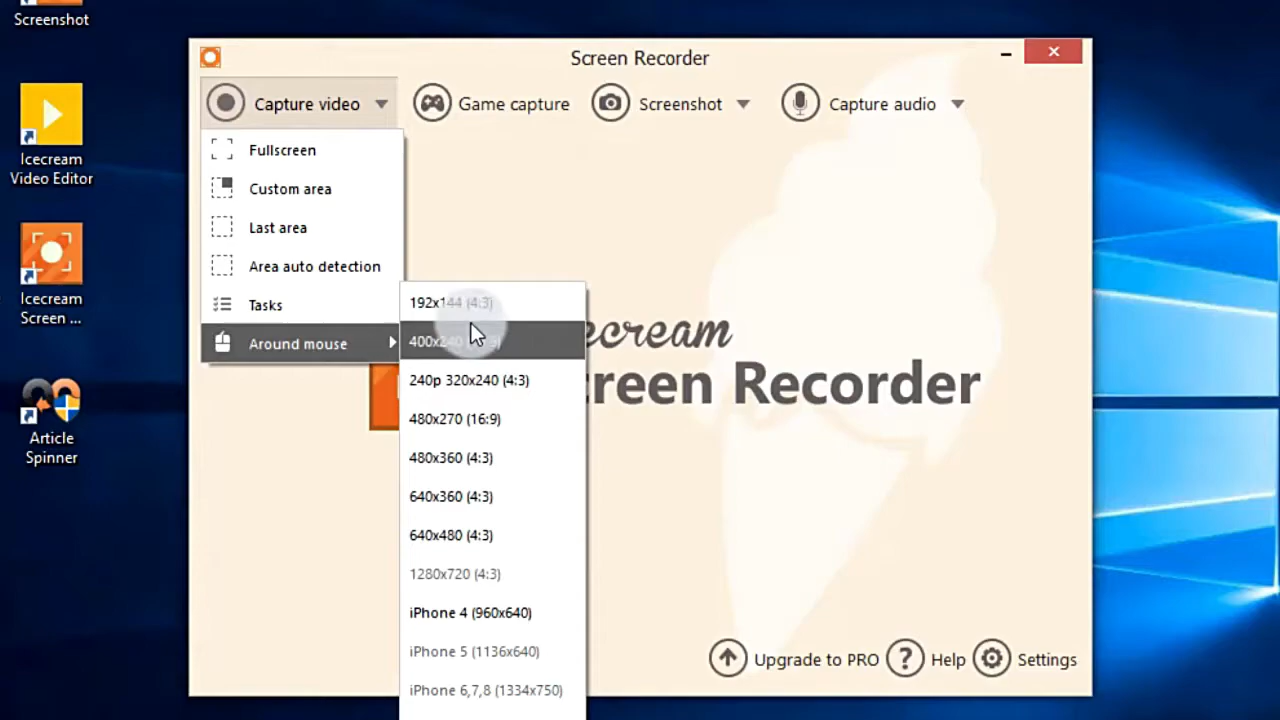 Screenshot
Icecream
Video Editor
Icecream
Screen ...
Article
Spinner
Screen Recorder
Capture video
Game capture
Screenshot
Capture audio
Fullscreen
Custom area
Last area
Area auto detection
Tasks
Around mouse
192x144 (4:3)
400x240
240p 320x240 (4:3)
480x270 (16:9)
480x360 (4:3)
640x360 (4:3)
640x480 (4:3)
1280x720 (4:3)
iPhone 4 (960x640)
iPhone 5 (1136x640)
iPhone 6,7,8 (1334x750)
ecream
creen Recorder
Upgrade to PRO
Help
Settings